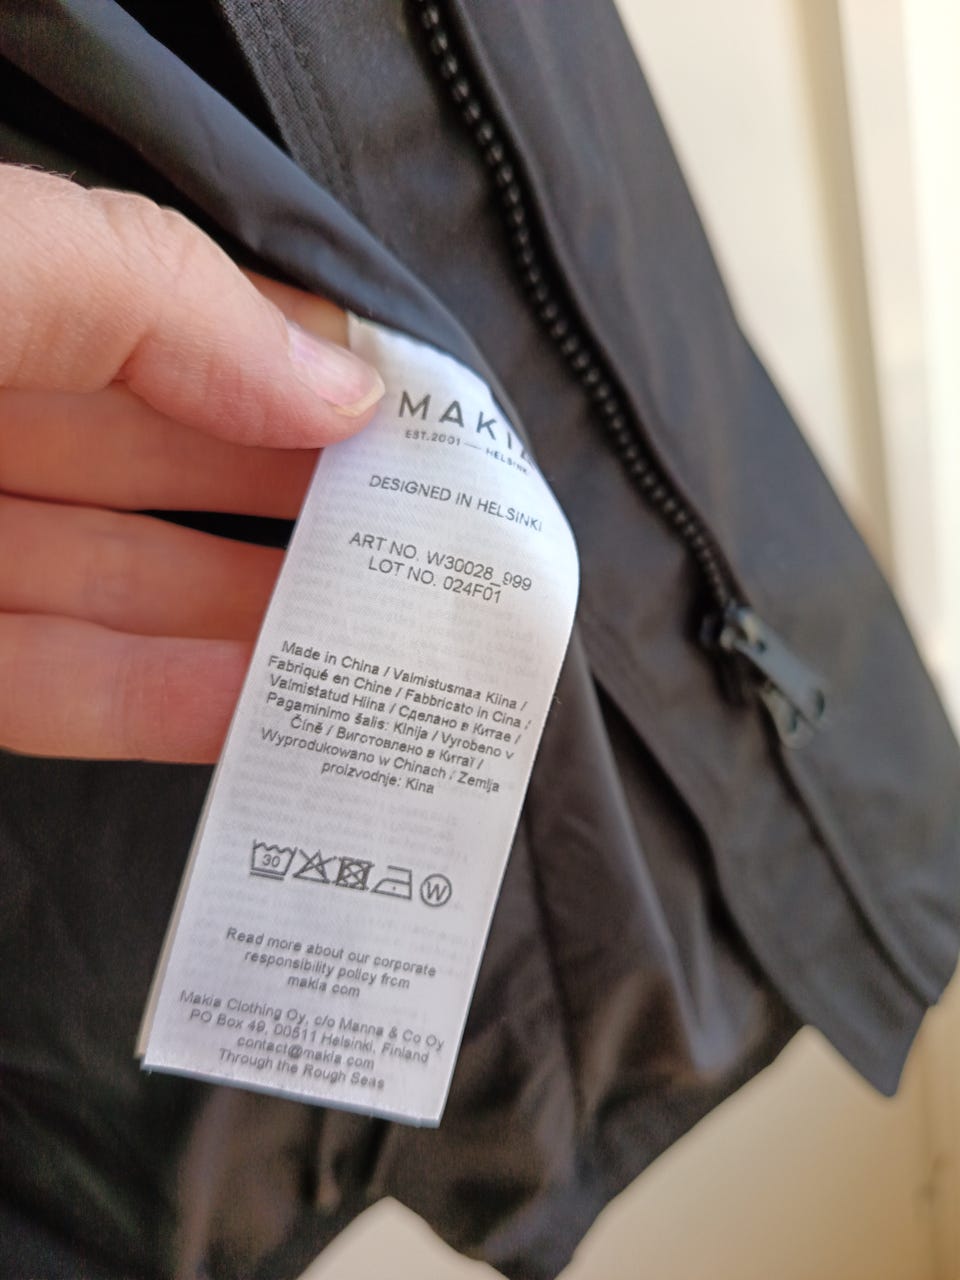 MAKIA
EST.2001 — HELSINKI
DESIGNED IN HELSINKI
ART NO. W30028_999
LOT NO. 024F01
Made in China / Valmistusmaa Kiina /
Fabriqué en Chine / Fabbricato in Cina /
Valmistatud Hiina / Сделано в Китае /
Pagaminimo šalis: Kinija / Vyrobeno v
Číně / Виготовлено в Китаї /
Wyprodukowano w Chinach / Zemlja
proizvodnje: Kina
30
W
Read more about our corporate
responsibility policy from
makia.com
Makia Clothing Oy, c/o Manna & Co Oy
PO Box 49, 00511 Helsinki, Finland
contact@makia.com
Through the Rough Seas